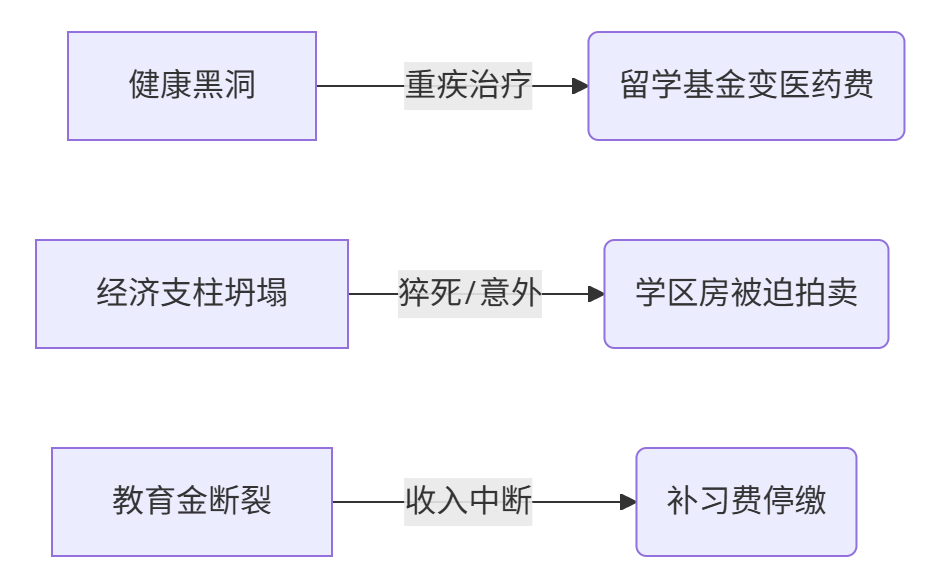 健康黑洞
重疾治疗
留学基金变医药费
经济支柱坍塌
猝死/意外
学区房被迫拍卖
教育金断裂
收入中断
补习费停缴